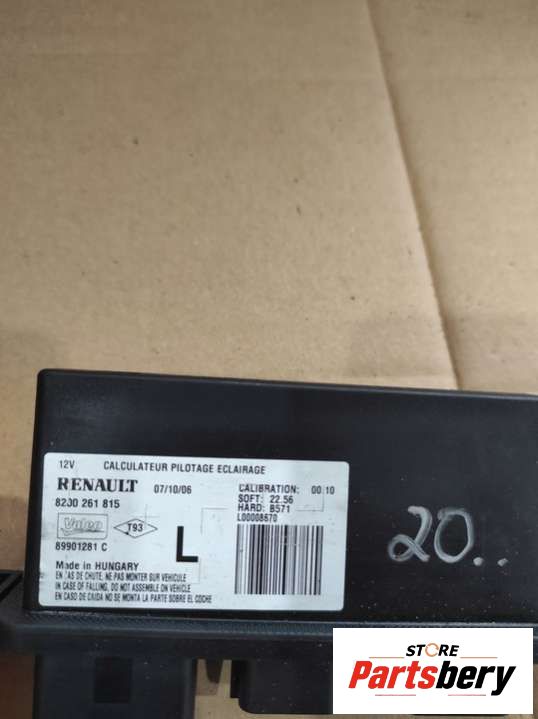 12V CALCULATEUR PILOTAGE ECLAIRAGE
RENAULT 07/10/06 CALIBRATION: 00 10
8200 261 815 SOFT: 22.56
HARD: B571
L00008670
Valeo T93 L
89901281 C
Made in HUNGARY
EN CAS DE CHUTE, NE PAS MONTER SUR VEHICULE
IN CASE OF FALLING, DO NOT ASSEMBLE ON VEHICLE
EN CASO DE CAIDA NO SE MONTA LA PARTE SOBRE EL COCHE
20..
STORE
Partsbery